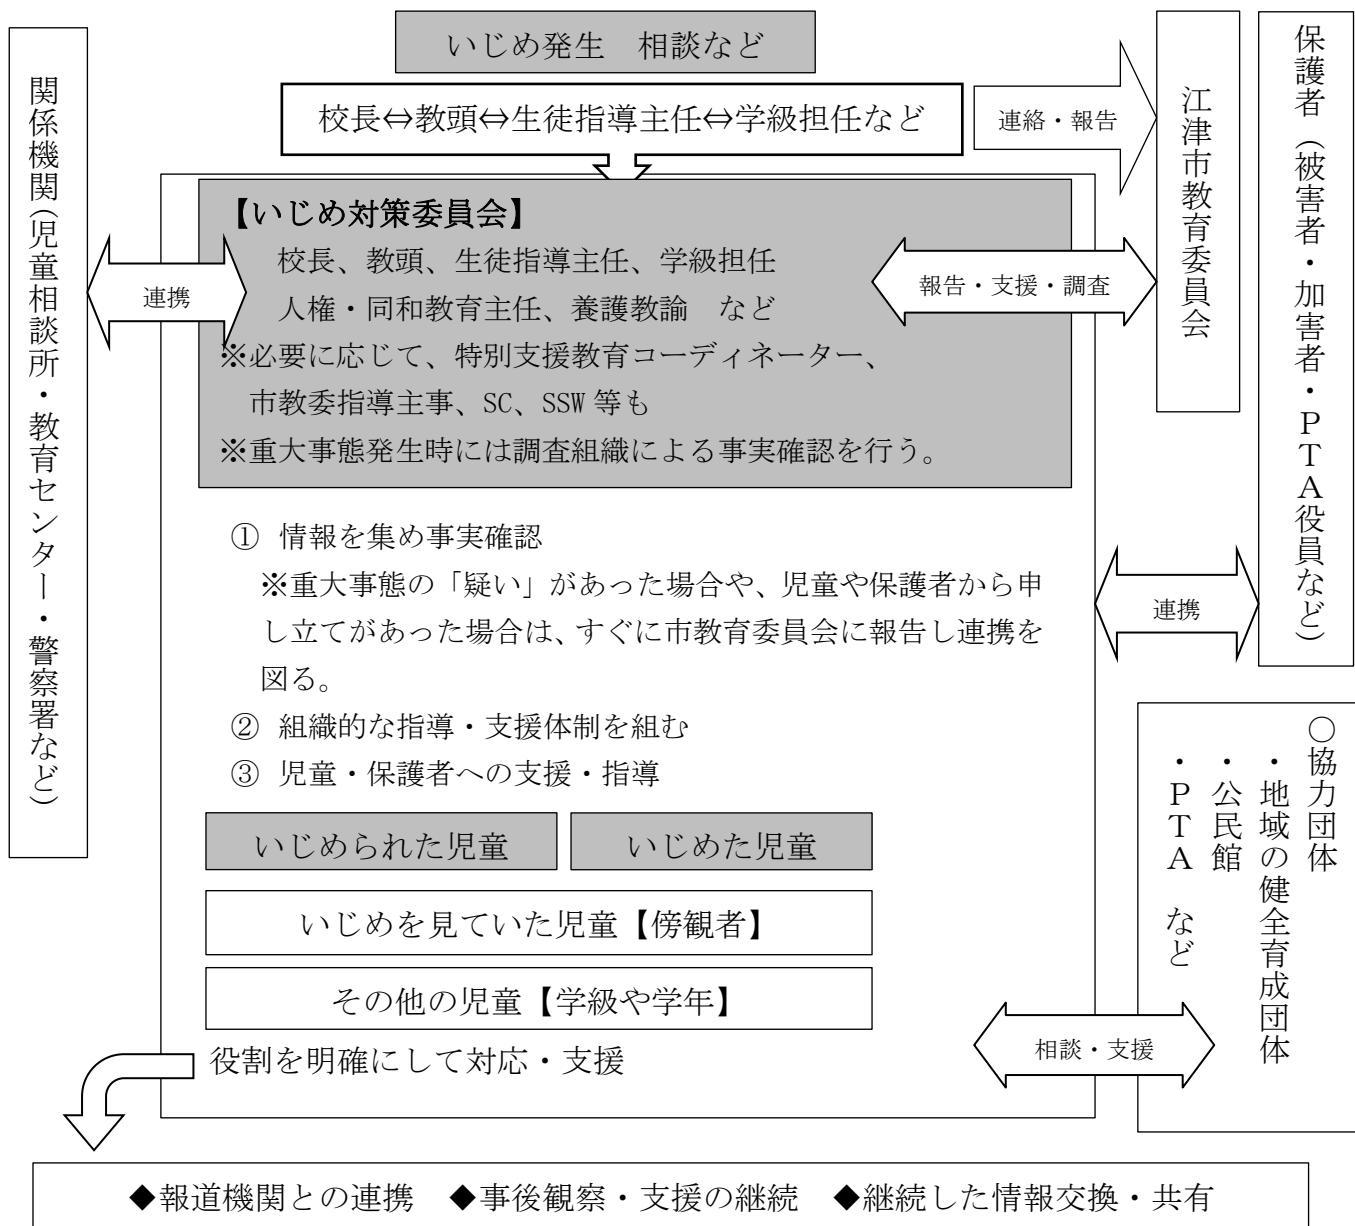 いじめ発生　相談など
校長⇔教頭⇔生徒指導主任⇔学級担任など
連絡・報告
江津市教育委員会
保護者（被害者・加害者・ＰＴＡ役員など）
関係機関(児童相談所・教育センター・警察署など)
連携
【いじめ対策委員会】
校長、教頭、生徒指導主任、学級担任
人権・同和教育主任、養護教諭　など
※必要に応じて、特別支援教育コーディネーター、
市教委指導主事、SC、SSW 等も
※重大事態発生時には調査組織による事実確認を行う。
報告・支援・調査
① 情報を集め事実確認
※重大事態の「疑い」があった場合や、児童や保護者から申
し立てがあった場合は、すぐに市教育委員会に報告し連携を
図る。
② 組織的な指導・支援体制を組む
③ 児童・保護者への支援・指導
連携
いじめられた児童
いじめた児童
いじめを見ていた児童【傍観者】
その他の児童【学級や学年】
役割を明確にして対応・支援
○協力団体
・地域の健全育成団体
・公民館
・ＰＴＡ　など
相談・支援
◆報道機関との連携　◆事後観察・支援の継続　◆継続した情報交換・共有